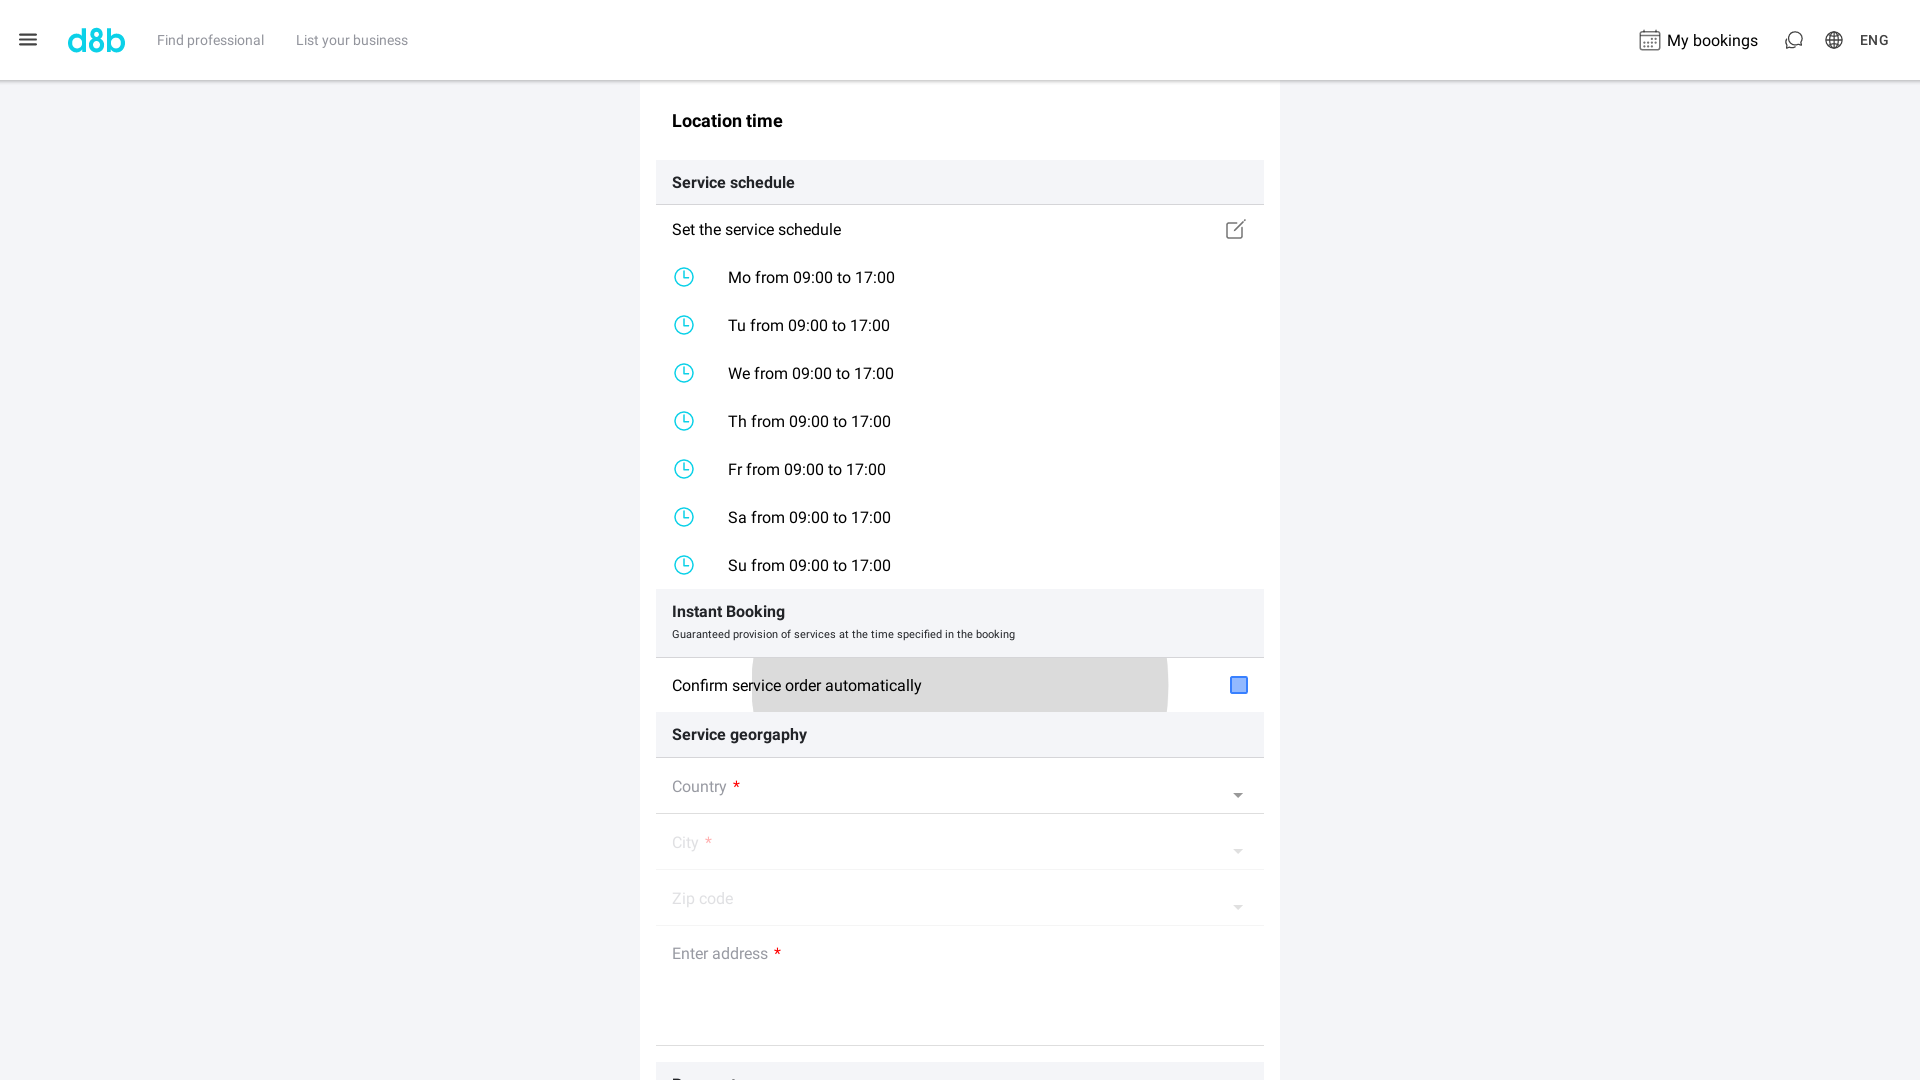 d8b
Find professional
List your business
My bookings
ENG
Location time
Service schedule
Set the service schedule
Mo from 09:00 to 17:00
Tu from 09:00 to 17:00
We from 09:00 to 17:00
Th from 09:00 to 17:00
Fr from 09:00 to 17:00
Sa from 09:00 to 17:00
Su from 09:00 to 17:00
Instant Booking
Guaranteed provision of services at the time specified in the booking
Confirm service order automatically
Service georgaphy
Country *
City *
Zip code
Enter address *